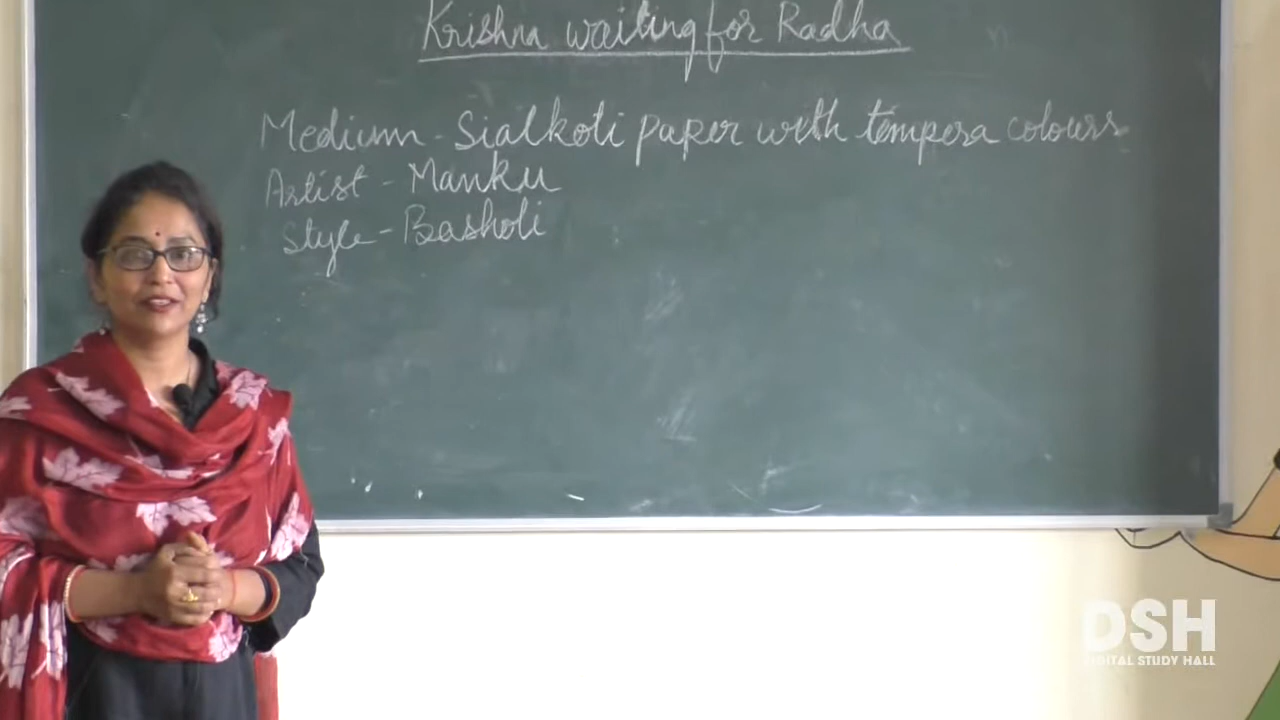 Krishna waiting for Radha
Medium - Sialkoti paper with tempera colours.
Artist - Manku
Style - Basholi
DSH
DIGITAL STUDY HALL